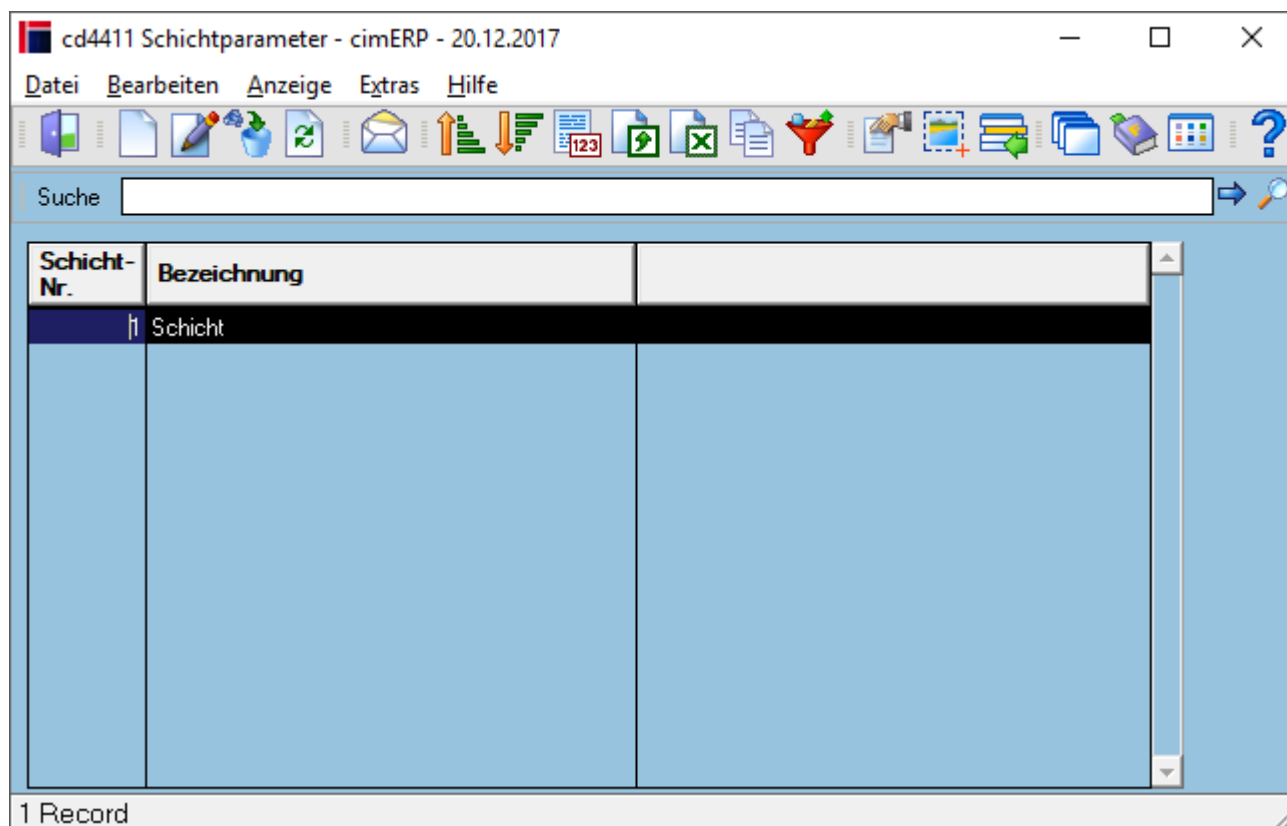 cd4411 Schichtparameter - cimERP - 20.12.2017
Datei Bearbeiten Anzeige Extras Hilfe
123
Suche
Schicht-
Nr.
Bezeichnung
1 Schicht
1 Record